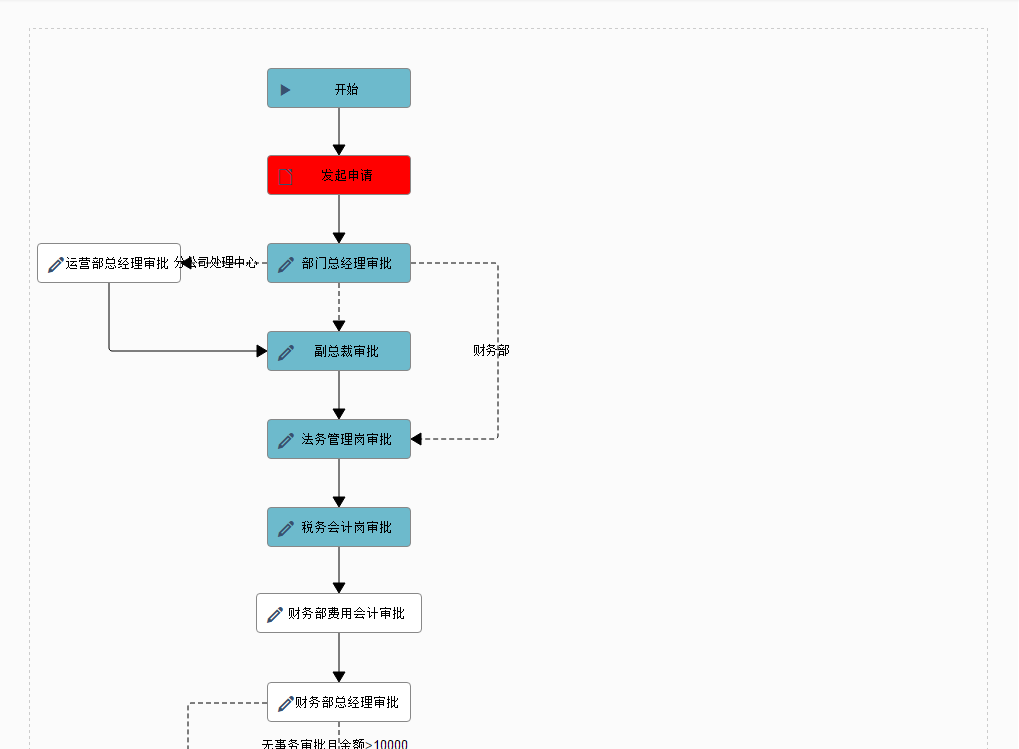 开始
发起申请
运营部总经理审批
分公司处理中心
部门总经理审批
副总裁审批
财务部
法务管理岗审批
税务会计岗审批
财务部费用会计审批
财务部总经理审批
无事务审批且金额>10000